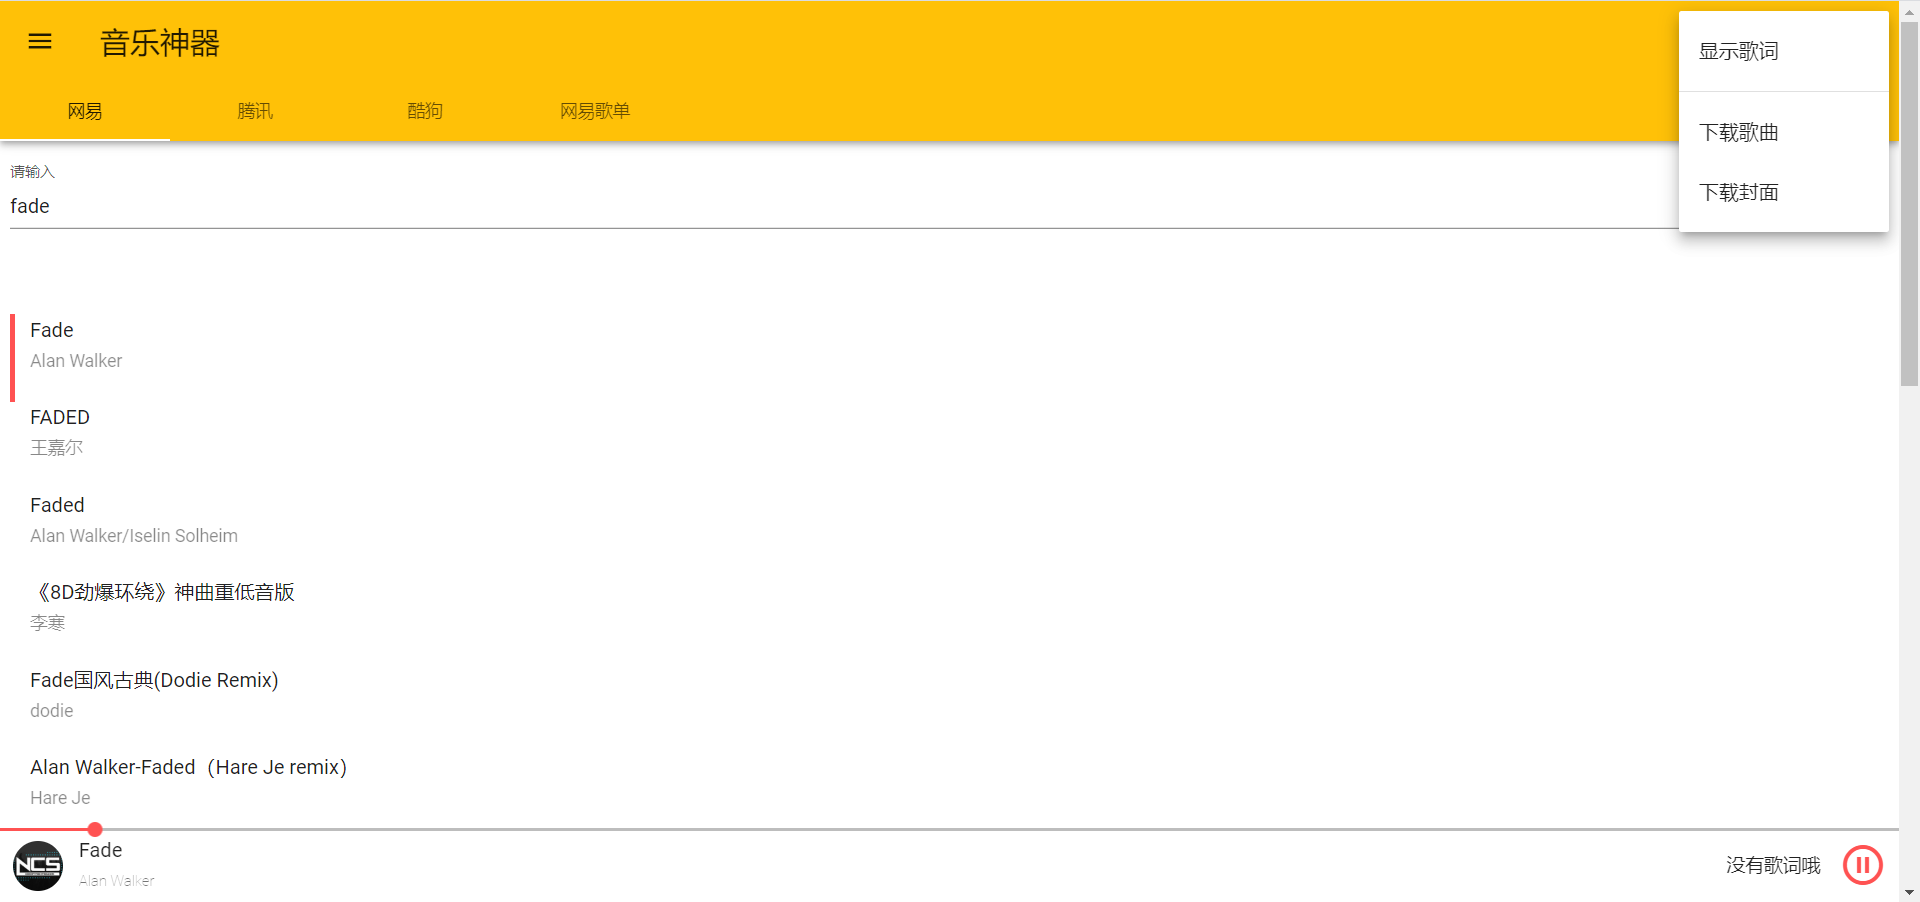 音乐神器
网易
腾讯
酷狗
网易歌单
显示歌词
下载歌曲
下载封面
请输入
fade
Fade
Alan Walker
FADED
王嘉尔
Faded
Alan Walker/Iselin Solheim
《8D劲爆环绕》神曲重低音版
李寒
Fade国风古典(Dodie Remix)
dodie
Alan Walker-Faded（Hare Je remix）
Hare Je
NCS
Fade
Alan Walker
没有歌词哦